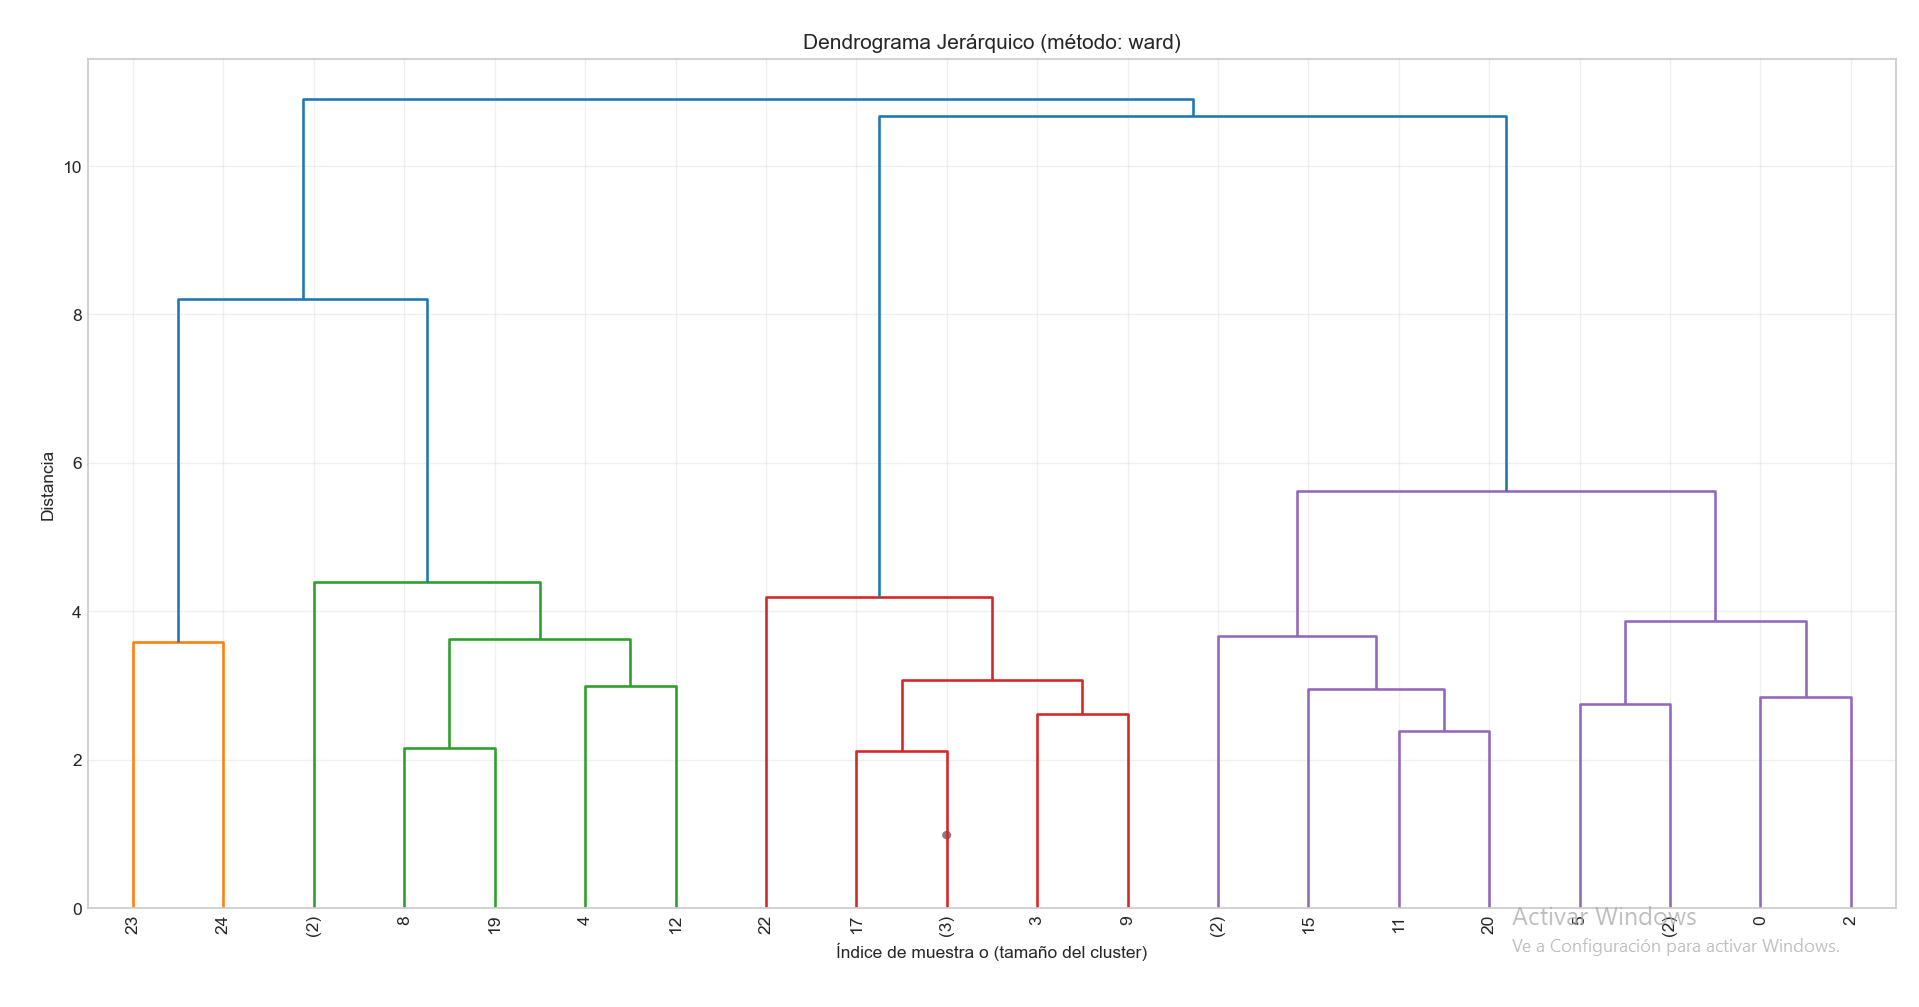 Dendrograma Jerárquico (método: ward)
10
8
6
4
2
0
Distancia
23 24 (2) 8 19 4 12 22 17 (3) 3 9 (2) 15 11 20 5 (2) 0 2
Índice de muestra o (tamaño del cluster)
Activar Windows
Ve a Configuración para activar Windows.